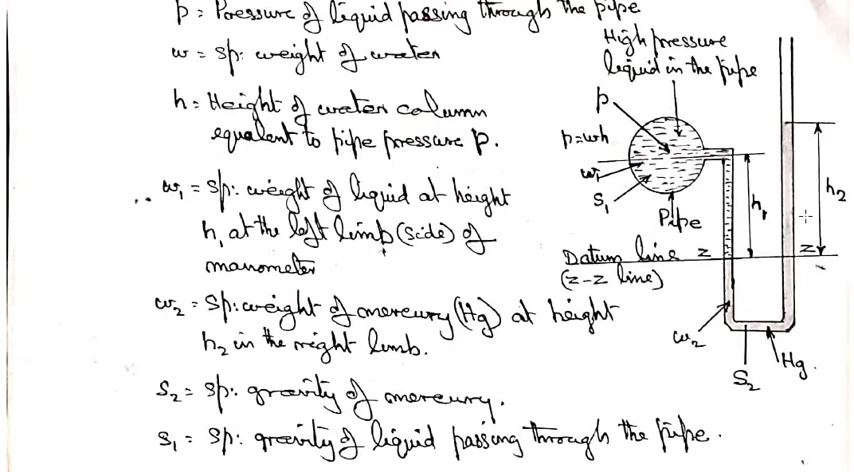 p = Pressure of liquid passing through the pipe
w = sp: weight of water
h = Height of water column
equalent to pipe pressure P.
w₁ = sp: weight of liquid at height
h₁ at the left limb (side) of
manometer
w₂ = sp: weight of mercury (Hg) at height
h₂ in the right limb.
S₂ = sp: gravity of mercury.
S₁ = sp: gravity of liquid passing through the pipe.
High pressure
liquid in the pipe
p
p=wh
w₁
S₁
Pipe
h₁
h₂
Datum line Z
(z-z line)
Z
w₂
S₂
Hg.